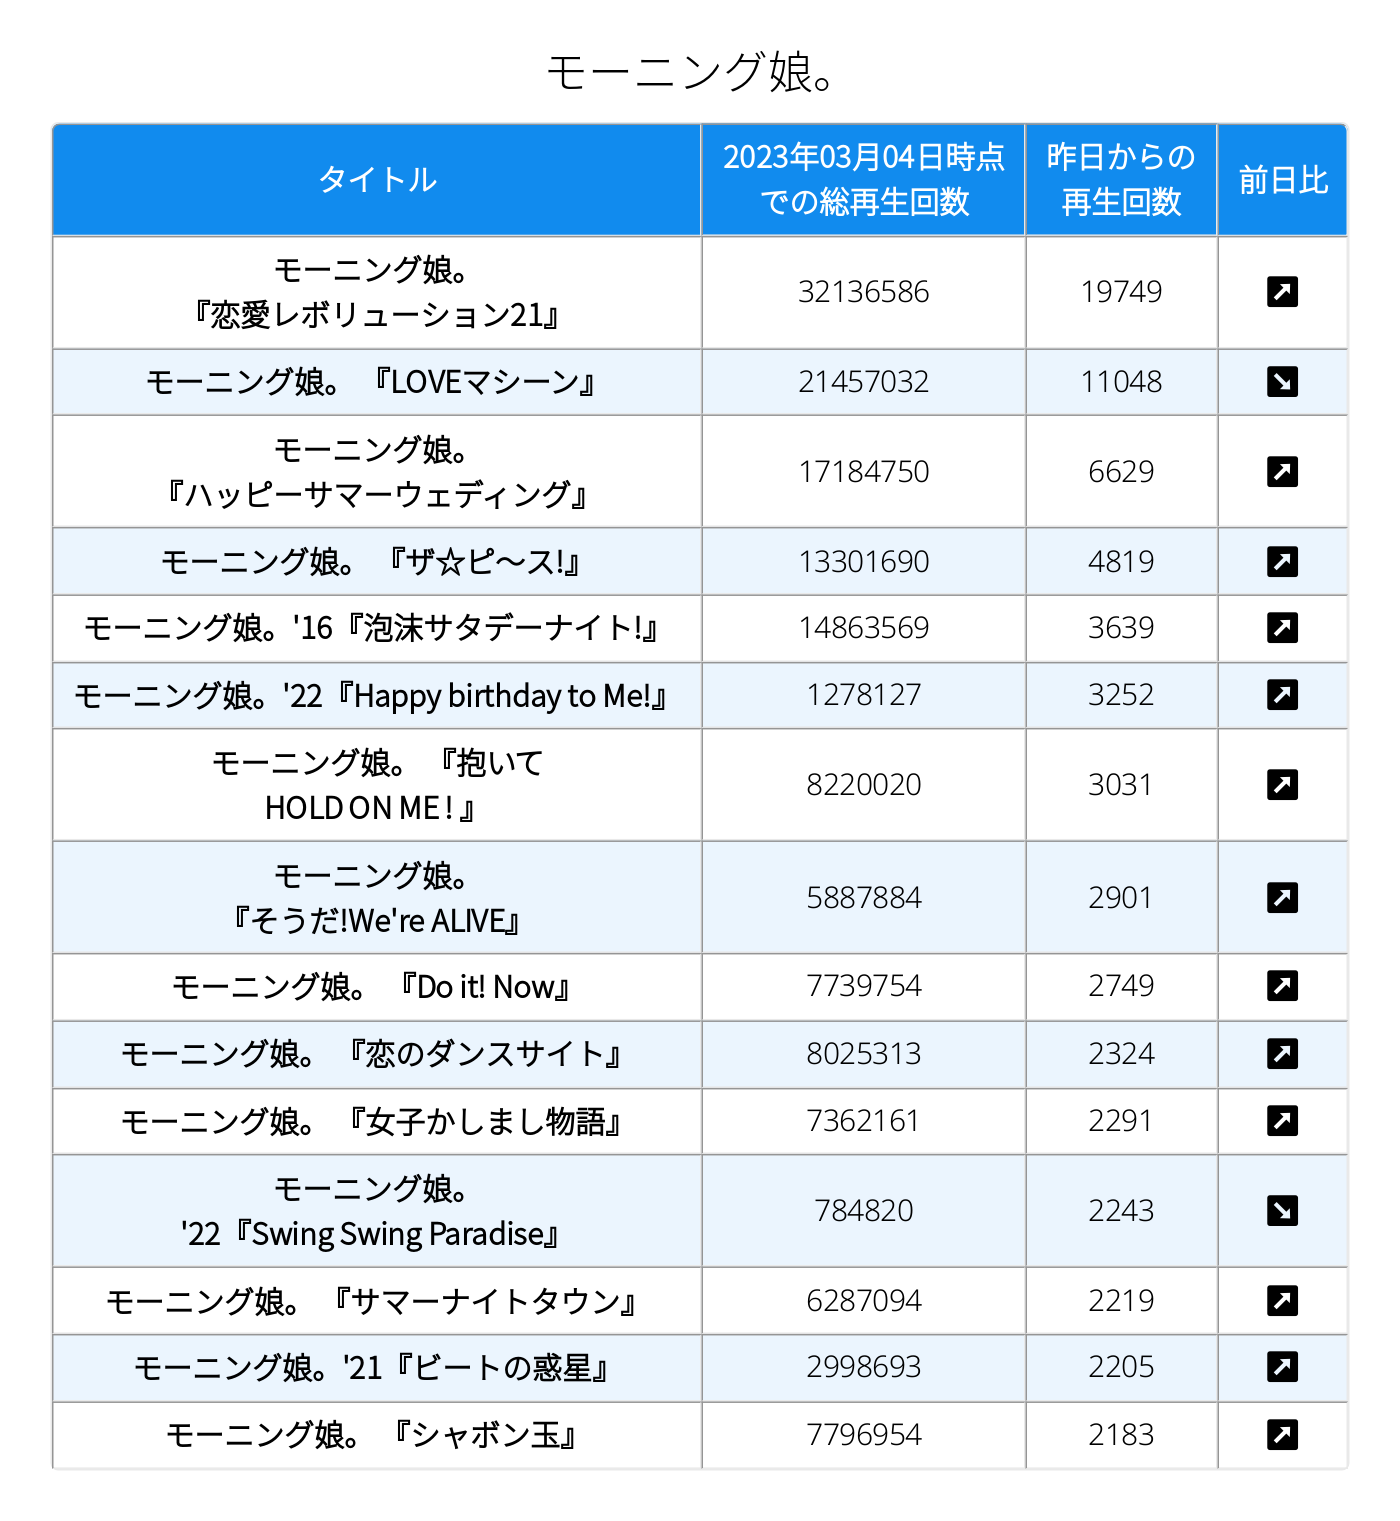 モーニング娘。
タイトル
2023年03月04日時点
での総再生回数
昨日からの
再生回数
前日比
モーニング娘。
『恋愛レボリューション21』
32136586
19749
↗
モーニング娘。 『LOVEマシーン』
21457032
11048
↘
モーニング娘。
『ハッピーサマーウェディング』
17184750
6629
↗
モーニング娘。 『ザ☆ピ〜ス!』
13301690
4819
↗
モーニング娘。'16『泡沫サタデーナイト!』
14863569
3639
↗
モーニング娘。'22『Happy birthday to Me!』
1278127
3252
↗
モーニング娘。 『抱いて
HOLD ON ME ! 』
8220020
3031
↗
モーニング娘。
『そうだ!We're ALIVE』
5887884
2901
↗
モーニング娘。 『Do it! Now』
7739754
2749
↗
モーニング娘。 『恋のダンスサイト』
8025313
2324
↗
モーニング娘。 『女子かしまし物語』
7362161
2291
↗
モーニング娘。
'22『Swing Swing Paradise』
784820
2243
↘
モーニング娘。 『サマーナイトタウン』
6287094
2219
↗
モーニング娘。'21『ビートの惑星』
2998693
2205
↗
モーニング娘。 『シャボン玉』
7796954
2183
↗